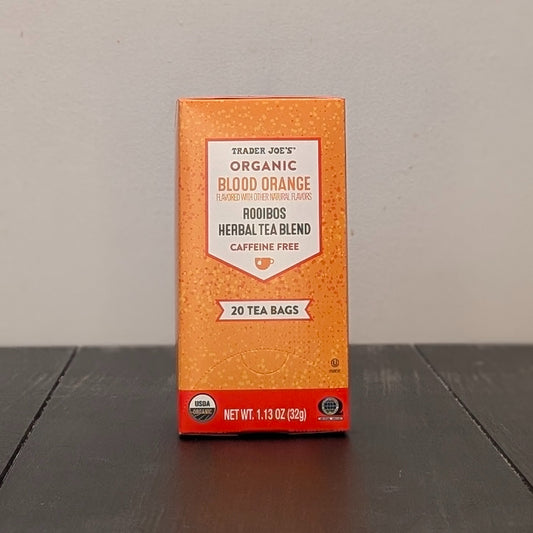 TRADER JOE'S™
ORGANIC
BLOOD ORANGE
FLAVORED WITH OTHER NATURAL FLAVORS
ROOIBOS
HERBAL TEA BLEND
CAFFEINE FREE
20 TEA BAGS
U
USDA
ORGANIC
NET WT. 1.13 OZ (32g)